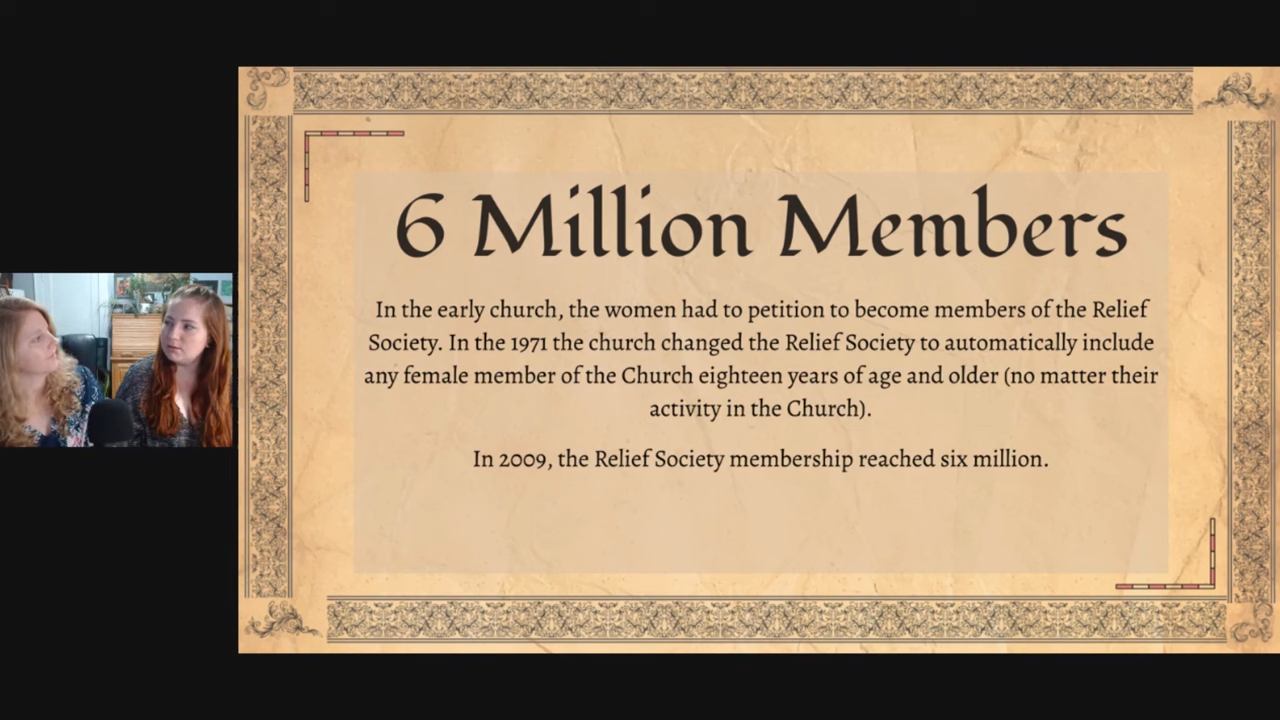 6 Million Members
In the early church, the women had to petition to become members of the Relief
Society. In the 1971 the church changed the Relief Society to automatically include
any female member of the Church eighteen years of age and older (no matter their
activity in the Church).
In 2009, the Relief Society membership reached six million.